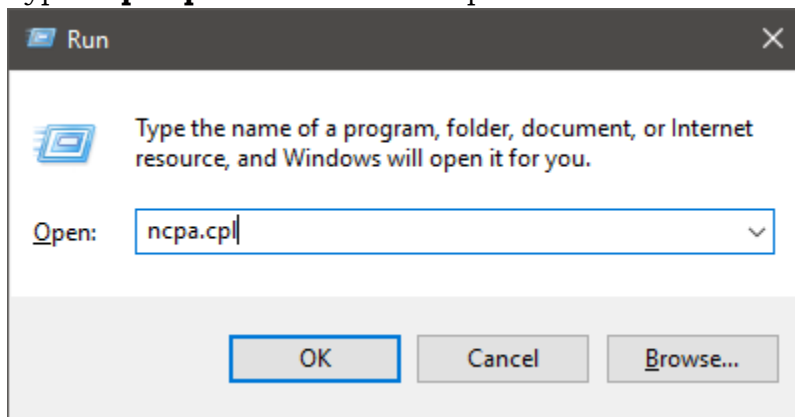 Run
Type the name of a program, folder, document, or Internet
resource, and Windows will open it for you.
Open: ncpa.cpl
OK Cancel Browse...